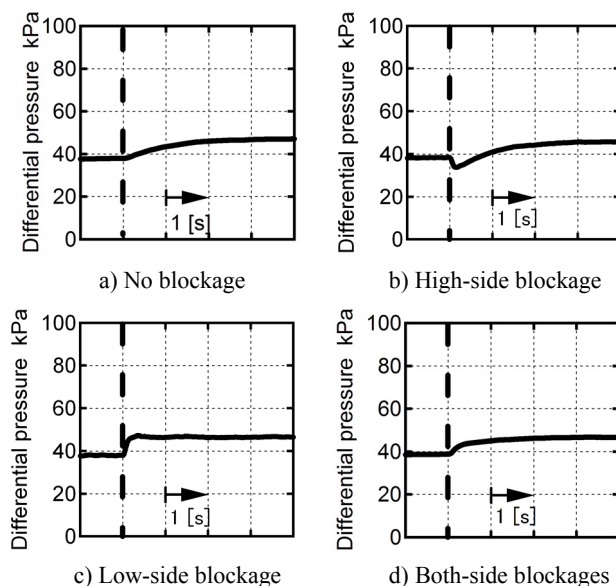 Differential pressure kPa
100
80
60
40
20
0
1 [s]
a) No blockage
Differential pressure kPa
100
80
60
40
20
0
1 [s]
b) High-side blockage
Differential pressure kPa
100
80
60
40
20
0
1 [s]
c) Low-side blockage
Differential pressure kPa
100
80
60
40
20
0
1 [s]
d) Both-side blockages